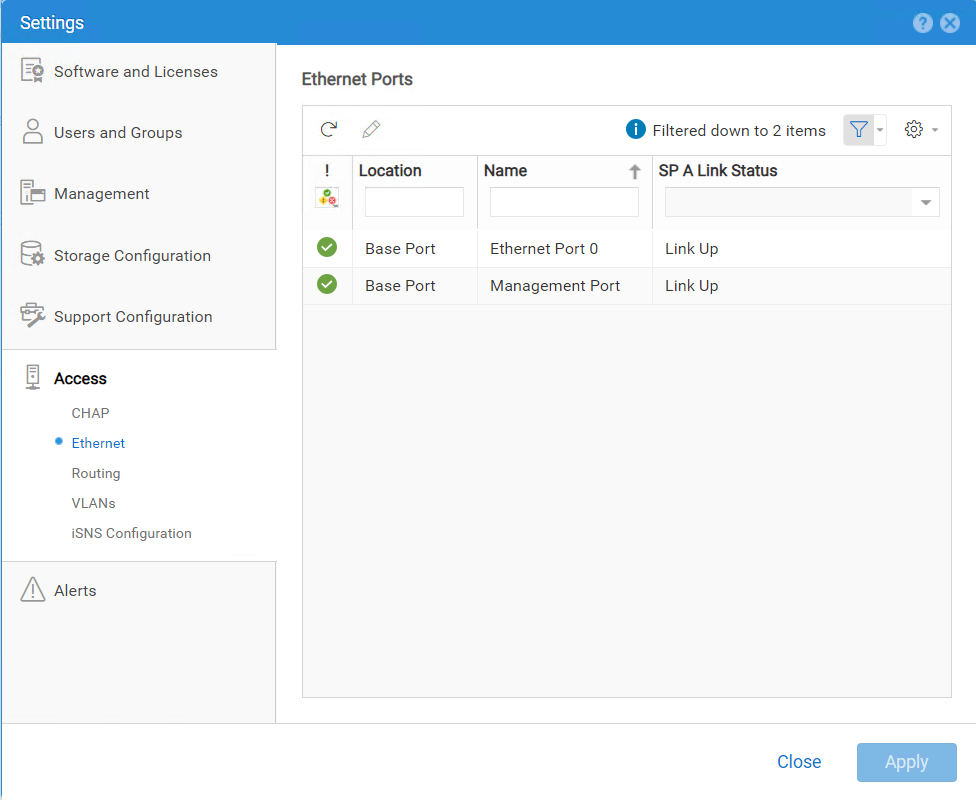 Settings
Software and Licenses
Users and Groups
Management
Storage Configuration
Support Configuration
Access
CHAP
Ethernet
Routing
VLANs
iSNS Configuration
Alerts
Ethernet Ports
Filtered down to 2 items
! Location Name SP A Link Status
Base Port Ethernet Port 0 Link Up
Base Port Management Port Link Up
Close Apply